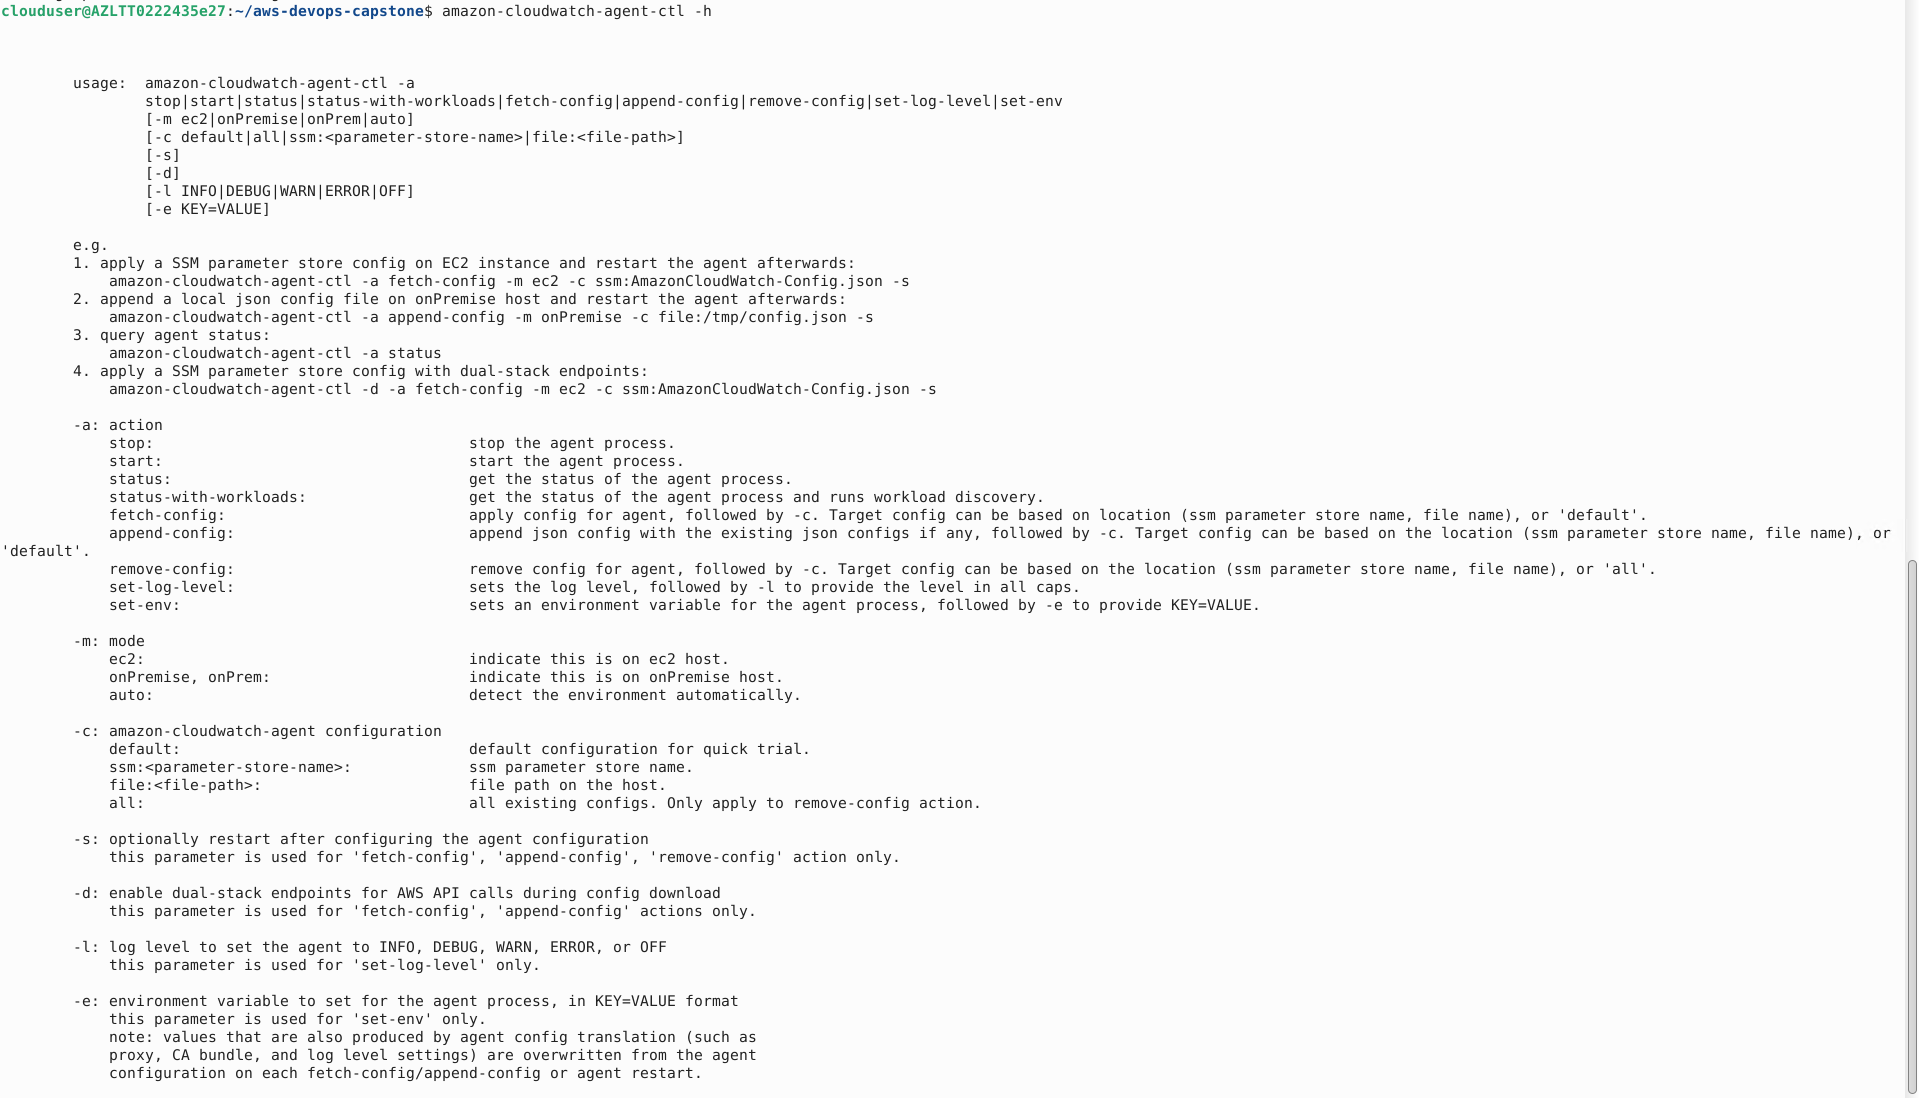 clouduser@AZLTT0222435e27:~/aws-devops-capstone$ amazon-cloudwatch-agent-ctl -h
usage:  amazon-cloudwatch-agent-ctl -a
stop|start|status|status-with-workloads|fetch-config|append-config|remove-config|set-log-level|set-env
[-m ec2|onPremise|onPrem|auto]
[-c default|all|ssm:<parameter-store-name>|file:<file-path>]
[-s]
[-d]
[-l INFO|DEBUG|WARN|ERROR|OFF]
[-e KEY=VALUE]
e.g.
1. apply a SSM parameter store config on EC2 instance and restart the agent afterwards:
amazon-cloudwatch-agent-ctl -a fetch-config -m ec2 -c ssm:AmazonCloudWatch-Config.json -s
2. append a local json config file on onPremise host and restart the agent afterwards:
amazon-cloudwatch-agent-ctl -a append-config -m onPremise -c file:/tmp/config.json -s
3. query agent status:
amazon-cloudwatch-agent-ctl -a status
4. apply a SSM parameter store config with dual-stack endpoints:
amazon-cloudwatch-agent-ctl -d -a fetch-config -m ec2 -c ssm:AmazonCloudWatch-Config.json -s
-a: action
stop:                                   stop the agent process.
start:                                  start the agent process.
status:                                 get the status of the agent process.
status-with-workloads:                  get the status of the agent process and runs workload discovery.
fetch-config:                           apply config for agent, followed by -c. Target config can be based on location (ssm parameter store name, file name), or 'default'.
append-config:                          append json config with the existing json configs if any, followed by -c. Target config can be based on the location (ssm parameter store name, file name), or
'default'.
remove-config:                          remove config for agent, followed by -c. Target config can be based on the location (ssm parameter store name, file name), or 'all'.
set-log-level:                          sets the log level, followed by -l to provide the level in all caps.
set-env:                                sets an environment variable for the agent process, followed by -e to provide KEY=VALUE.
-m: mode
ec2:                                    indicate this is on ec2 host.
onPremise, onPrem:                      indicate this is on onPremise host.
auto:                                   detect the environment automatically.
-c: amazon-cloudwatch-agent configuration
default:                                default configuration for quick trial.
ssm:<parameter-store-name>:             ssm parameter store name.
file:<file-path>:                       file path on the host.
all:                                    all existing configs. Only apply to remove-config action.
-s: optionally restart after configuring the agent configuration
this parameter is used for 'fetch-config', 'append-config', 'remove-config' action only.
-d: enable dual-stack endpoints for AWS API calls during config download
this parameter is used for 'fetch-config', 'append-config' actions only.
-l: log level to set the agent to INFO, DEBUG, WARN, ERROR, or OFF
this parameter is used for 'set-log-level' only.
-e: environment variable to set for the agent process, in KEY=VALUE format
this parameter is used for 'set-env' only.
note: values that are also produced by agent config translation (such as
proxy, CA bundle, and log level settings) are overwritten from the agent
configuration on each fetch-config/append-config or agent restart.